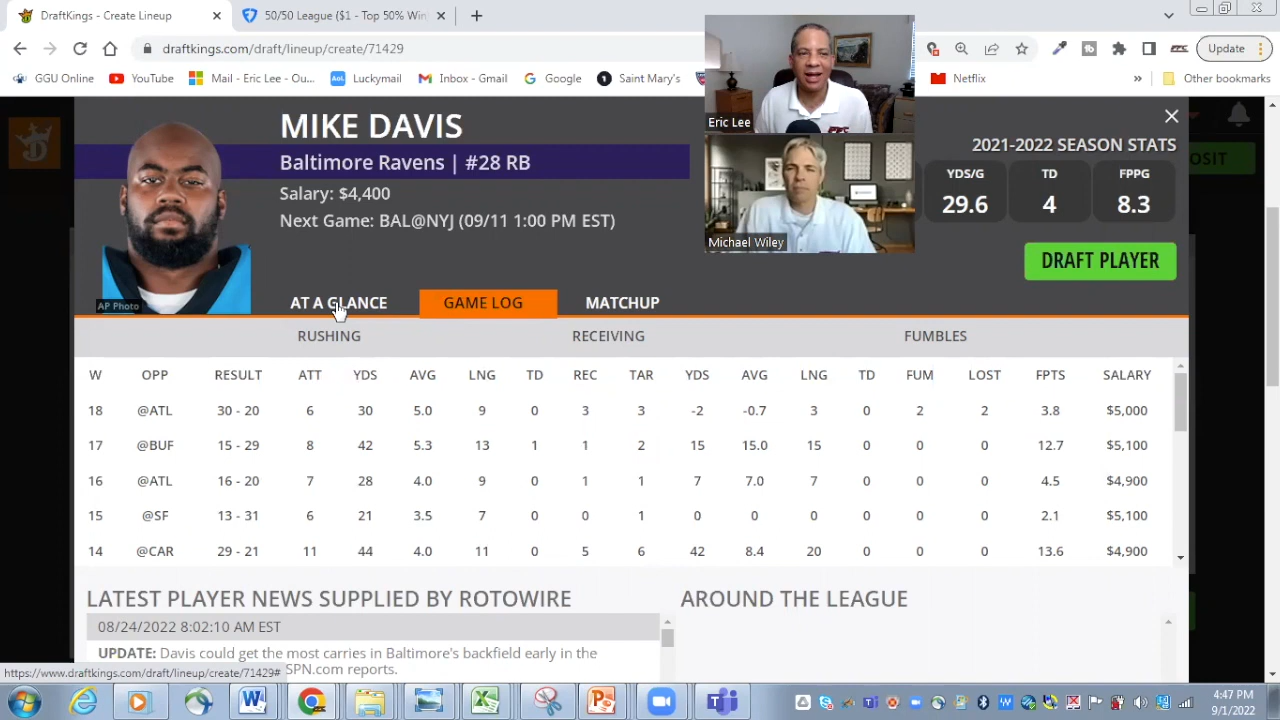 DraftKings - Create Lineup
50/50 League ($1 - Top 50% Win
draftkings.com/draft/lineup/create/71429
Update
GGU Online
YouTube
Mail - Eric Lee - Ou...
Luckymail
Inbox - Gmail
Google
Saint Mary's
Netflix
Other bookmarks
MIKE DAVIS
Baltimore Ravens | #28 RB
Salary: $4,400
Next Game: BAL@NYJ (09/11 1:00 PM EST)
AP Photo
Eric Lee
Michael Wiley
2021-2022 SEASON STATS
YDS/G TD FPPG
29.6 4 8.3
DRAFT PLAYER
AT A GLANCE GAME LOG MATCHUP
RUSHING RECEIVING FUMBLES
W OPP RESULT ATT YDS AVG LNG TD REC TAR YDS AVG LNG TD FUM LOST FPTS SALARY
18 @ATL 30 - 20 6 30 5.0 9 0 3 3 -2 -0.7 3 0 2 2 3.8 $5,000
17 @BUF 15 - 29 8 42 5.3 13 1 1 2 15 15.0 15 0 0 0 12.7 $5,100
16 @ATL 16 - 20 7 28 4.0 9 0 1 1 7 7.0 7 0 0 0 4.5 $4,900
15 @SF 13 - 31 6 21 3.5 7 0 0 1 0 0 0 0 0 0 2.1 $5,100
14 @CAR 29 - 21 11 44 4.0 11 0 5 6 42 8.4 20 0 0 0 13.6 $4,900
LATEST PLAYER NEWS SUPPLIED BY ROTOWIRE
AROUND THE LEAGUE
08/24/2022 8:02:10 AM EST
UPDATE: Davis could get the most carries in Baltimore's backfield early in the
SPN.com reports.
https://www.draftkings.com/draft/lineup/create/71429#
4:47 PM
9/1/2022